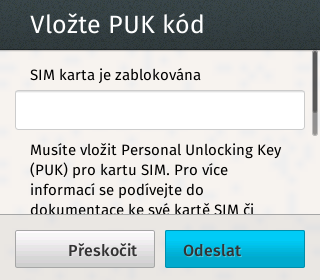 Vložte PUK kód
SIM karta je zablokována
Musíte vložit Personal Unlocking Key
(PUK) pro kartu SIM. Pro více
informací se podívejte do
dokumentace ke své kartě SIM či
Přeskočit
Odeslat